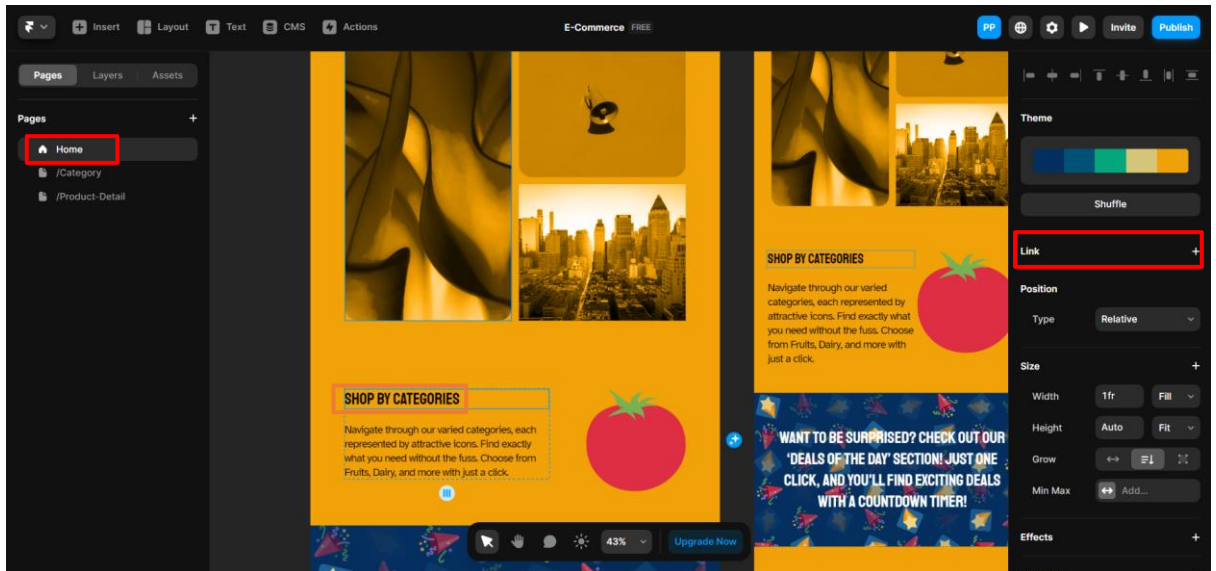 Insert Layout Text CMS Actions
E-Commerce FREE
PP Invite Publish
Pages Layers Assets
Pages +
Home
/Category
/Product-Detail
SHOP BY CATEGORIES
Navigate through our varied categories, each
represented by attractive icons. Find exactly
what you need without the fuss. Choose from
Fruits, Dairy, and more with just a click.
SHOP BY CATEGORIES
Navigate through our varied
categories, each represented by
attractive icons. Find exactly what
you need without the fuss. Choose
from Fruits, Dairy, and more with
just a click.
WANT TO BE SURPRISED? CHECK OUT OUR
‘DEALS OF THE DAY’ SECTION! JUST ONE
CLICK, AND YOU'LL FIND EXCITING DEALS
WITH A COUNTDOWN TIMER!
43% Upgrade Now
Theme
Shuffle
Link +
Position
Type Relative
Size +
Width 1fr Fill
Height Auto Fit
Grow
Min Max Add...
Effects +